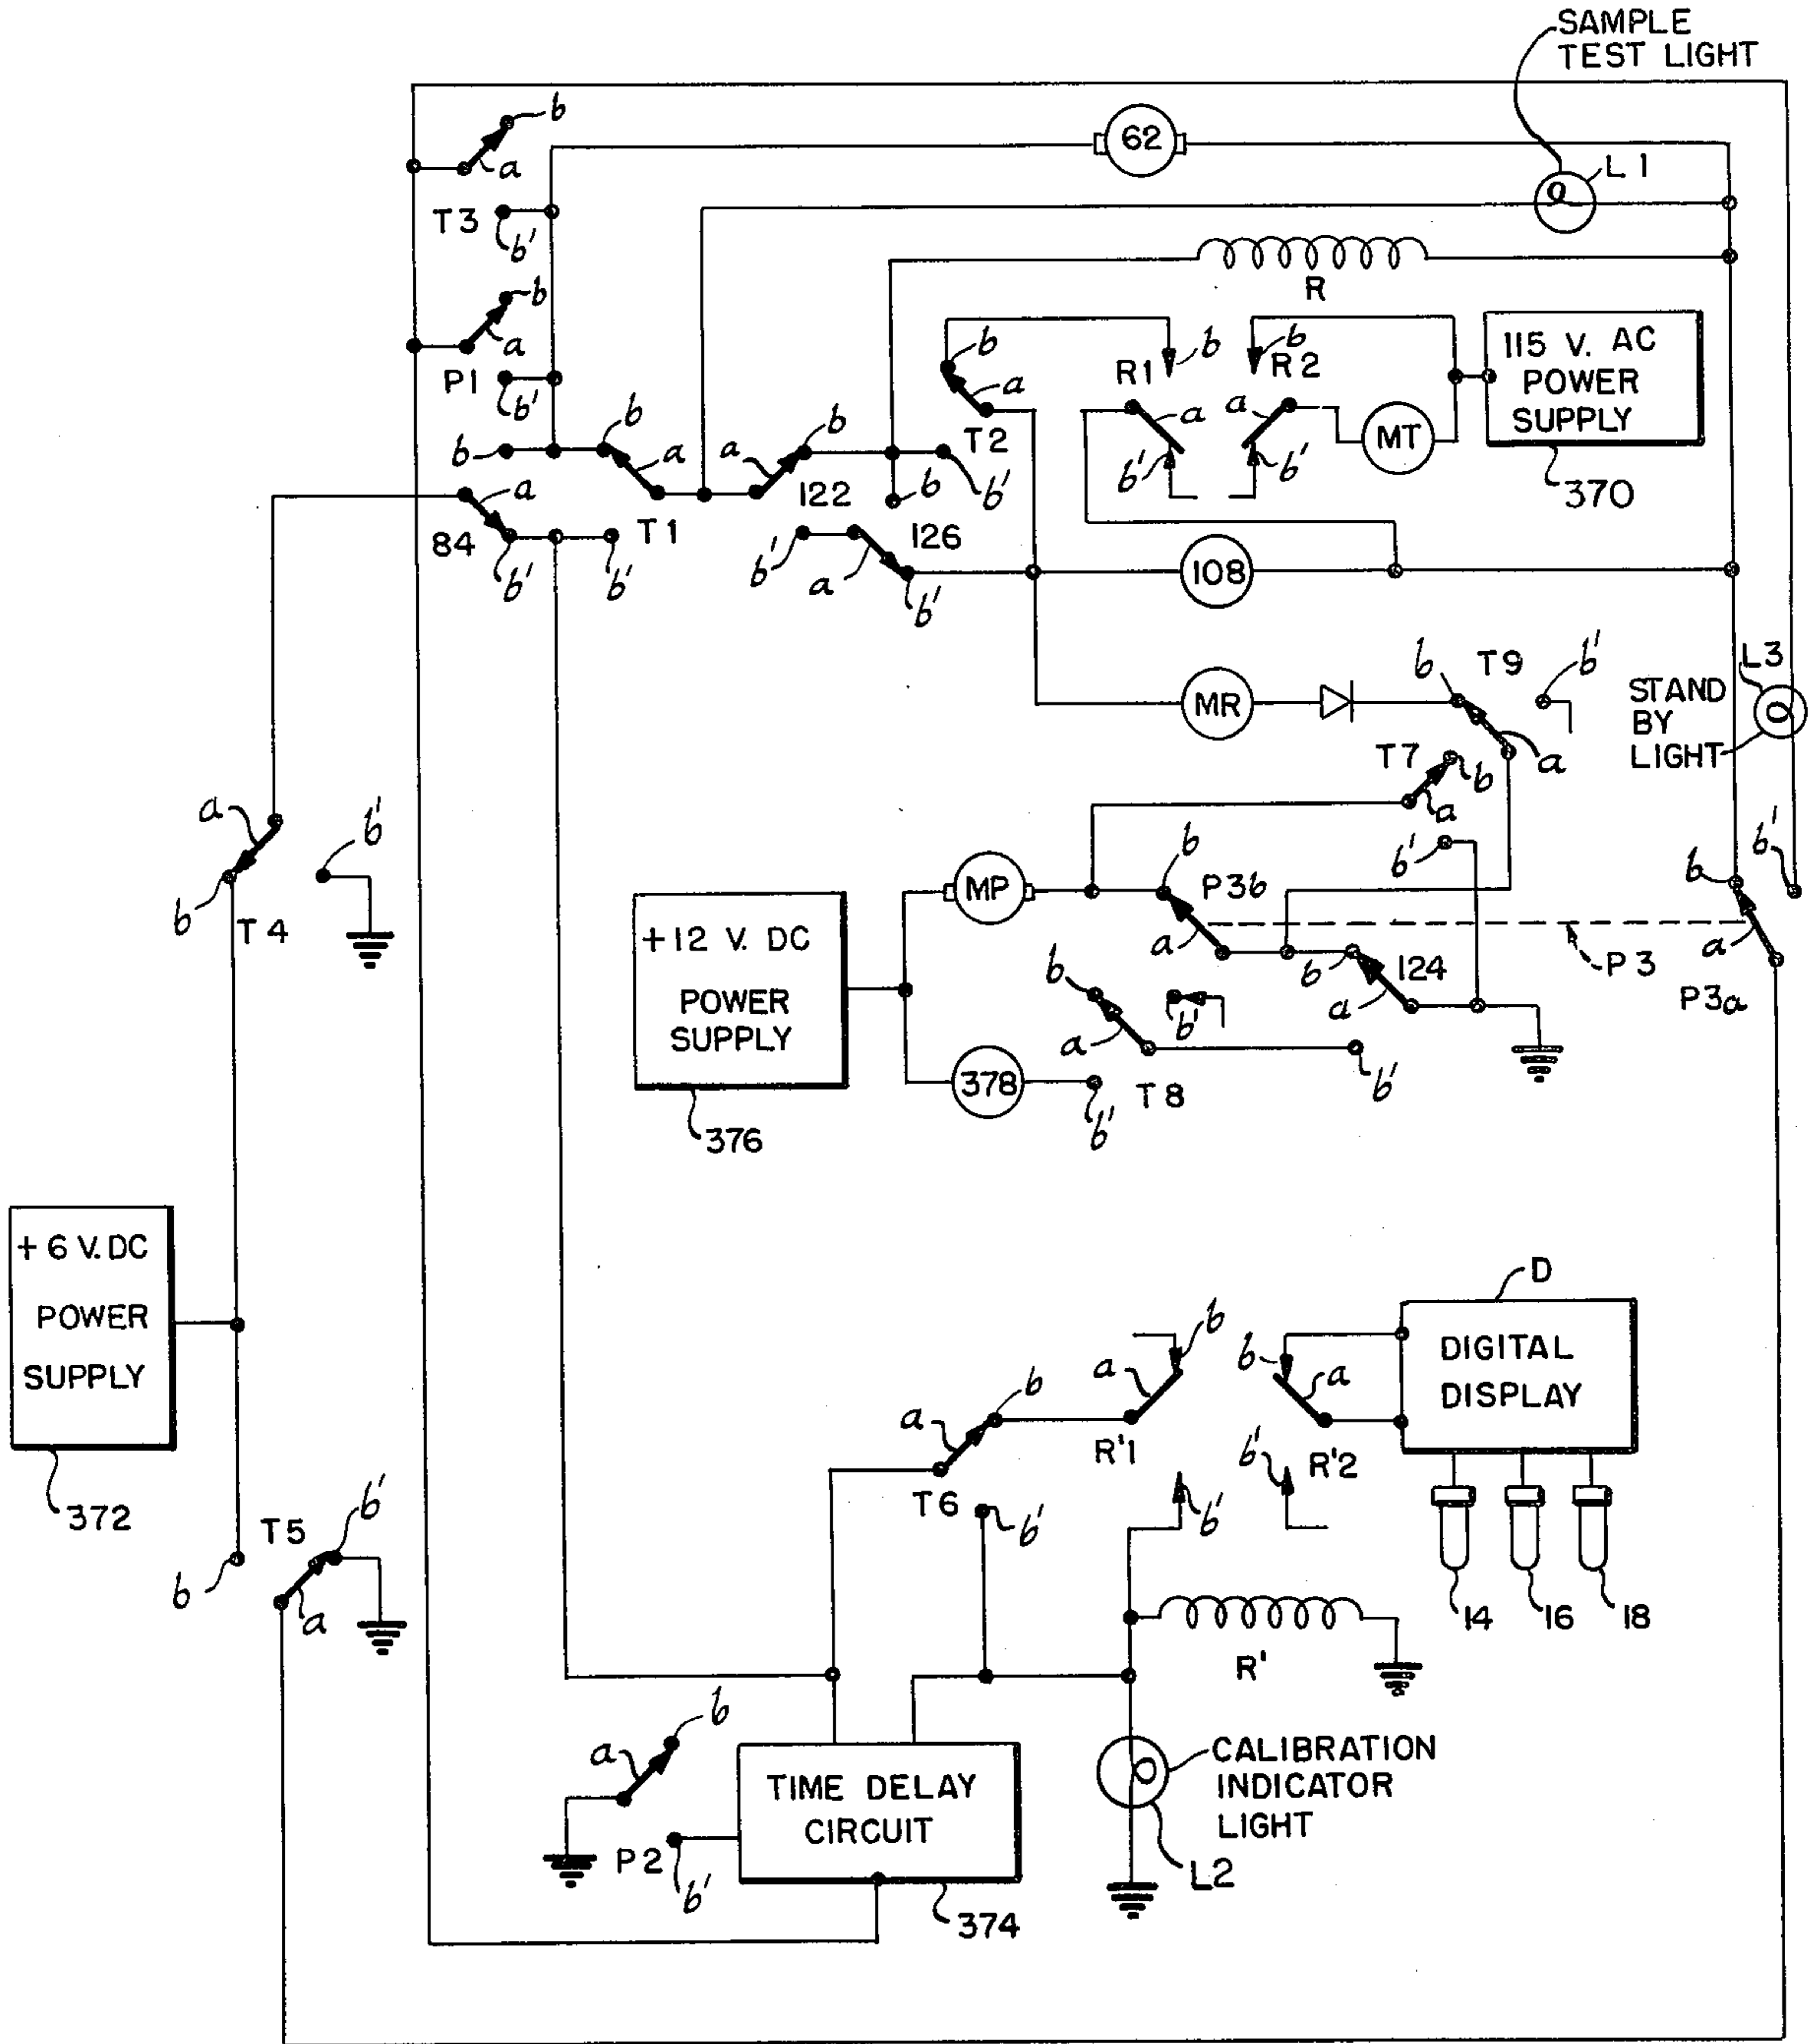 SAMPLE
TEST LIGHT
b
62
a
L1
T3
b'
R
b
a
b
b
b
R1
R2
115 V. AC
POWER
SUPPLY
P1
b'
a
a
a
T2
MT
b
b
a
a
b
b'
b'
370
a
122
b
b'
84
T1
126
b'
b'
b'
a
b'
108
b
T9
b'
L3
MR
STAND
BY
LIGHT
T7
b
a
a
a
b'
b'
b'
b
MP
P3b
b
b
T4
+12 V. DC
POWER
SUPPLY
a
b
124
P3
a
P3a
b
b'
a
a
378
T8
b'
b'
376
+6 V. DC
POWER
SUPPLY
D
b
b
a
a
b
DIGITAL
DISPLAY
a
R'1
b'
R'2
372
T5
b'
T6
b'
b'
b
a
14
16
18
R'
b
a
CALIBRATION
INDICATOR
LIGHT
TIME DELAY
CIRCUIT
P2
b'
L2
374